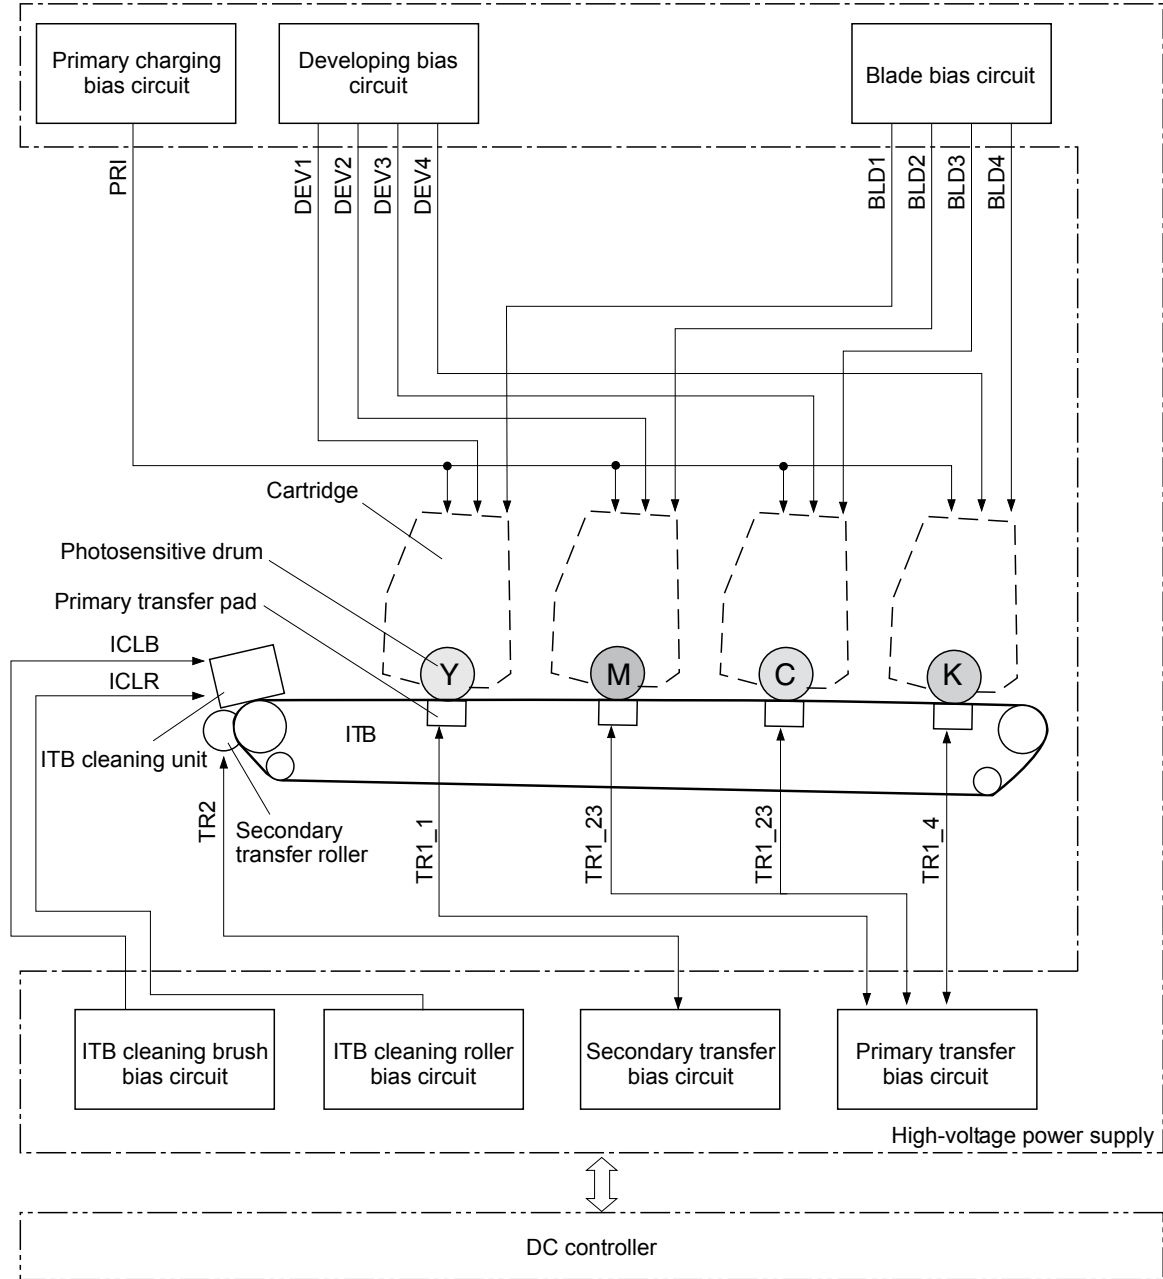 Primary charging
bias circuit
Developing bias
circuit
Blade bias circuit
PRI
DEV1
DEV2
DEV3
DEV4
BLD1
BLD2
BLD3
BLD4
Cartridge
Photosensitive drum
Primary transfer pad
ICLB
ICLR
Y
M
C
K
ITB
ITB cleaning unit
TR2
Secondary
transfer roller
TR1_1
TR1_23
TR1_23
TR1_4
ITB cleaning brush
bias circuit
ITB cleaning roller
bias circuit
Secondary transfer
bias circuit
Primary transfer
bias circuit
High-voltage power supply
DC controller